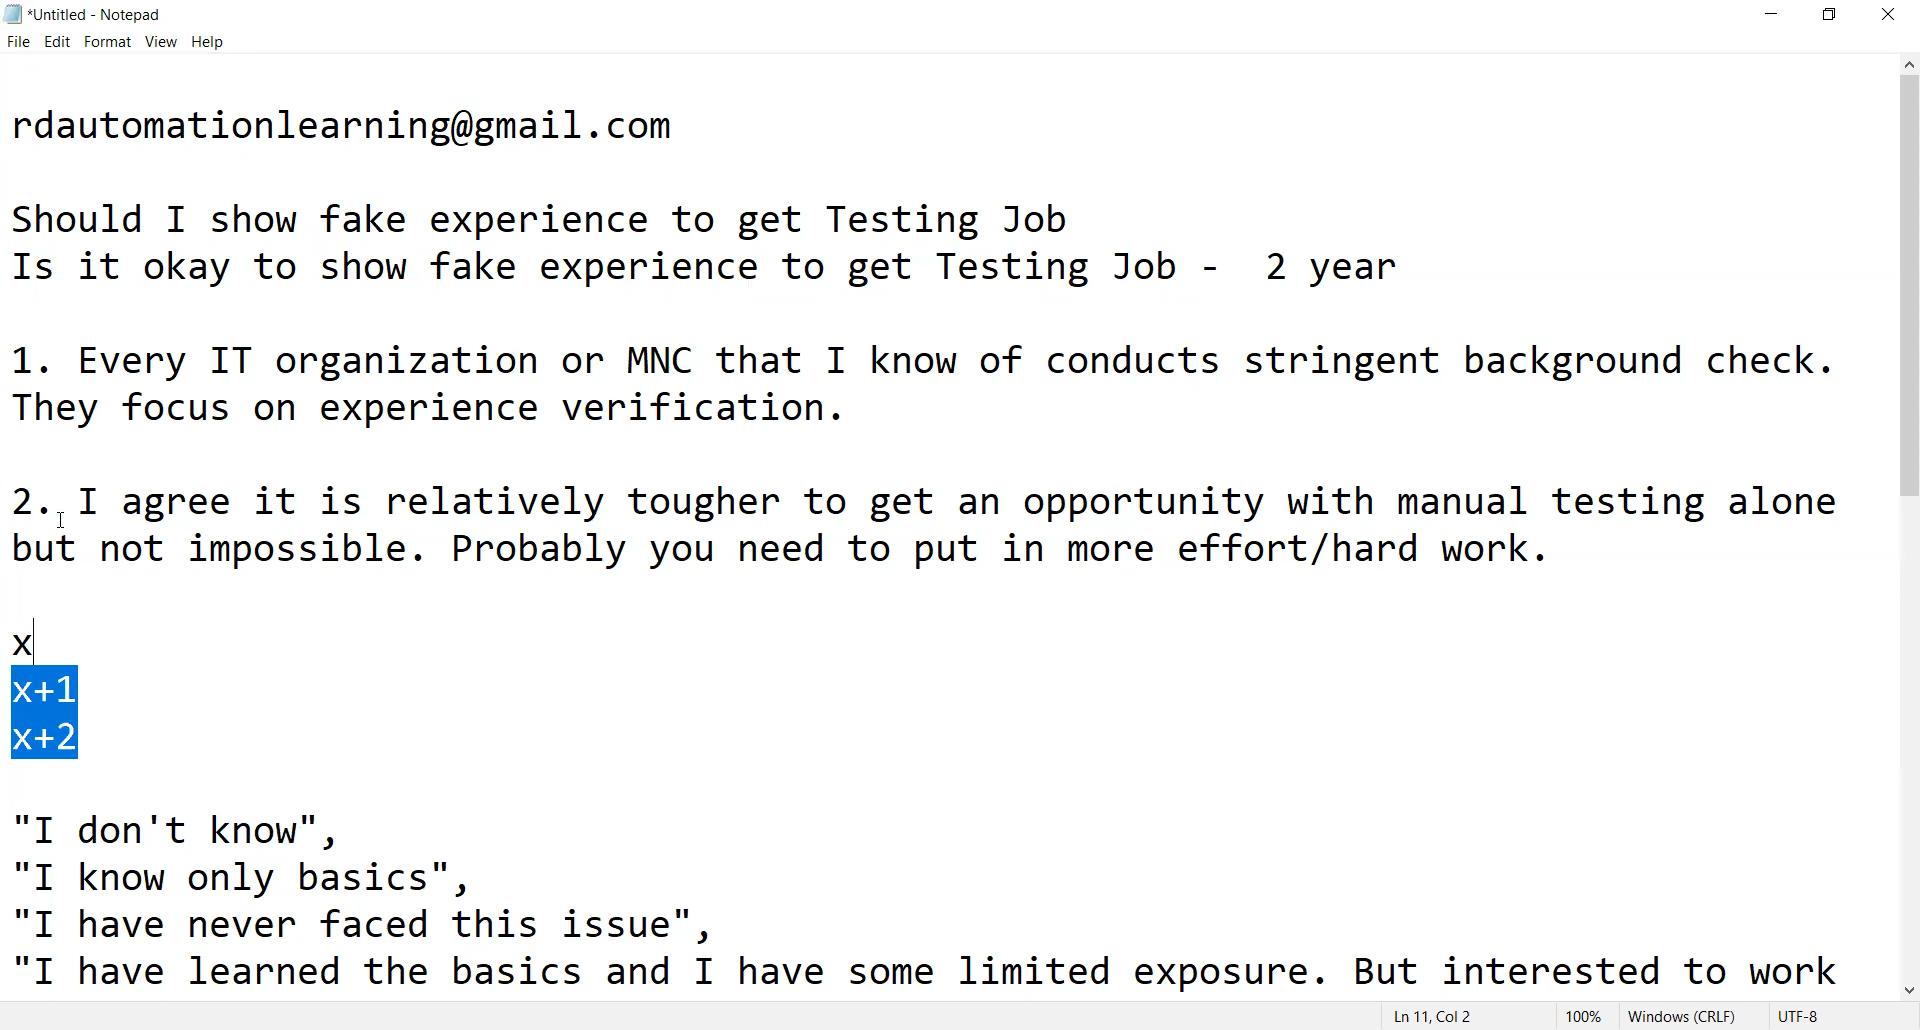 *Untitled - Notepad
File Edit Format View Help
rdautomationlearning@gmail.com
Should I show fake experience to get Testing Job
Is it okay to show fake experience to get Testing Job -  2 year
1. Every IT organization or MNC that I know of conducts stringent background check.
They focus on experience verification.
2. I agree it is relatively tougher to get an opportunity with manual testing alone
but not impossible. Probably you need to put in more effort/hard work.
x
x+1
x+2
"I don't know",
"I know only basics",
"I have never faced this issue",
"I have learned the basics and I have some limited exposure. But interested to work
Ln 11, Col 2 100% Windows (CRLF) UTF-8